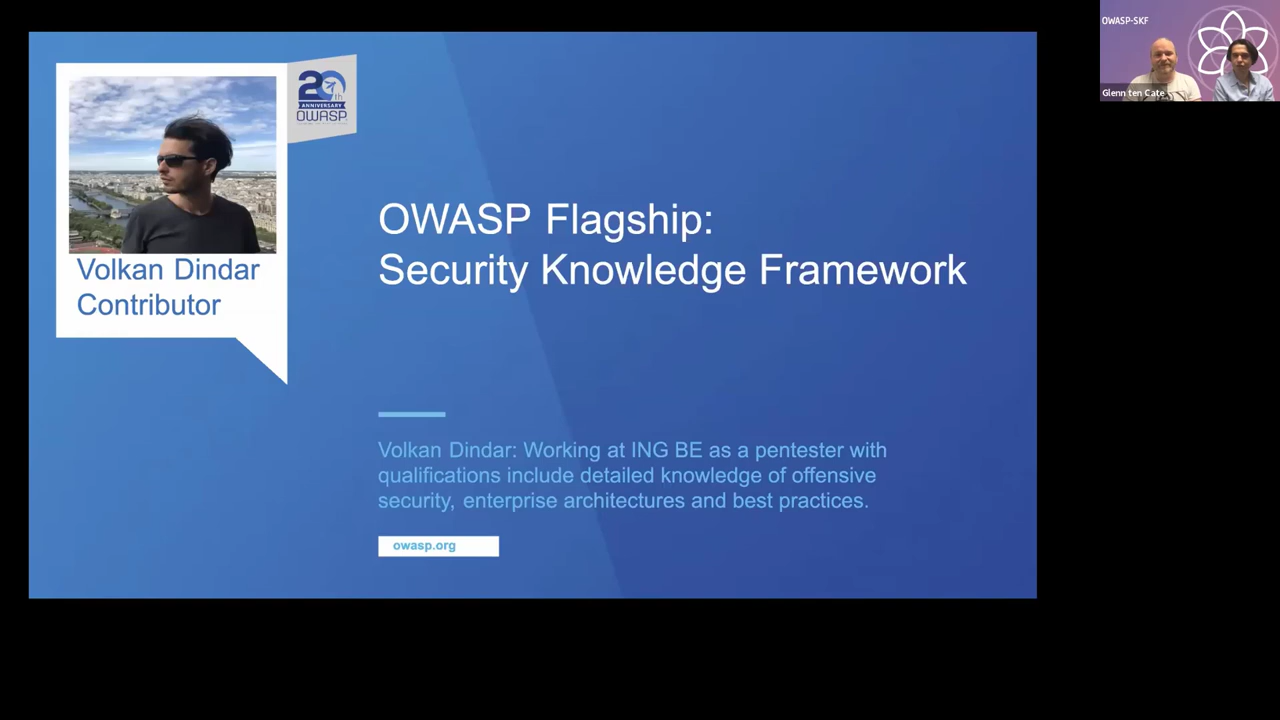 OWASP-SKF
Glenn ten Cate
20th
ANNIVERSARY
OWASP
Volkan Dindar
Contributor
OWASP Flagship:
Security Knowledge Framework
Volkan Dindar: Working at ING BE as a pentester with
qualifications include detailed knowledge of offensive
security, enterprise architectures and best practices.
owasp.org